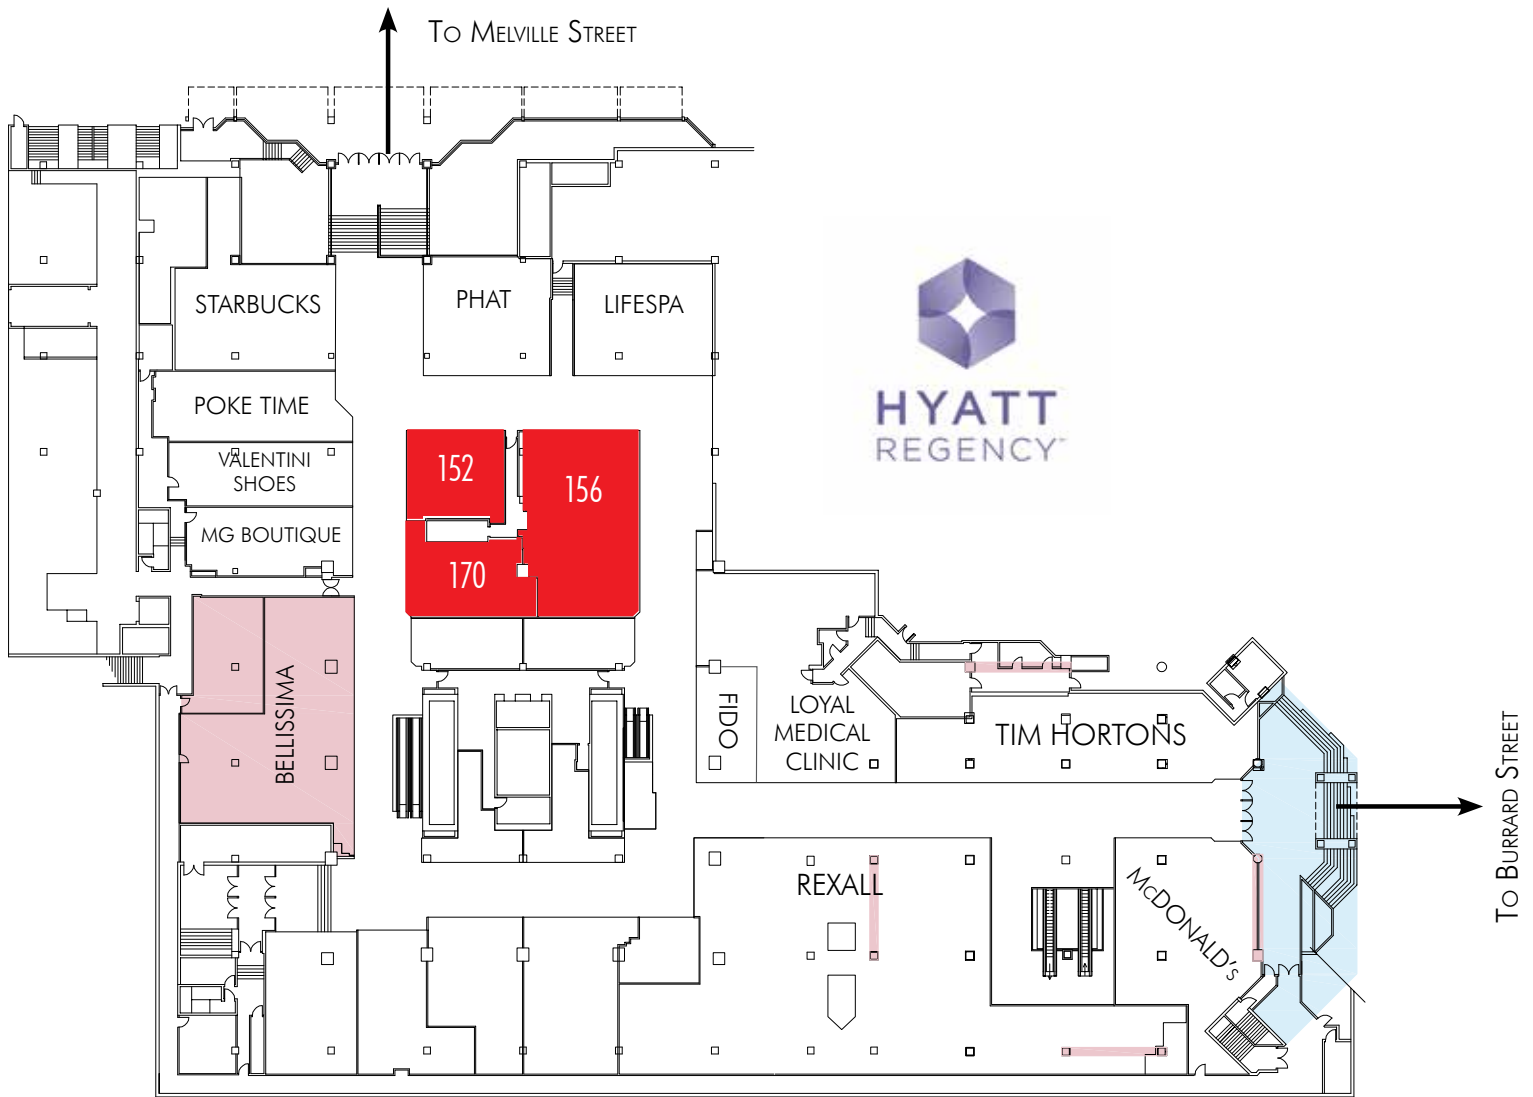 To Melville Street
STARBUCKS
PHAT
LIFESPA
HYATT
REGENCY
POKE TIME
VALENTINI
SHOES
MG BOUTIQUE
152
156
170
BELLISSIMA
FIDO
LOYAL
MEDICAL
CLINIC
TIM HORTONS
To Burrard Street
REXALL
McDONALD's